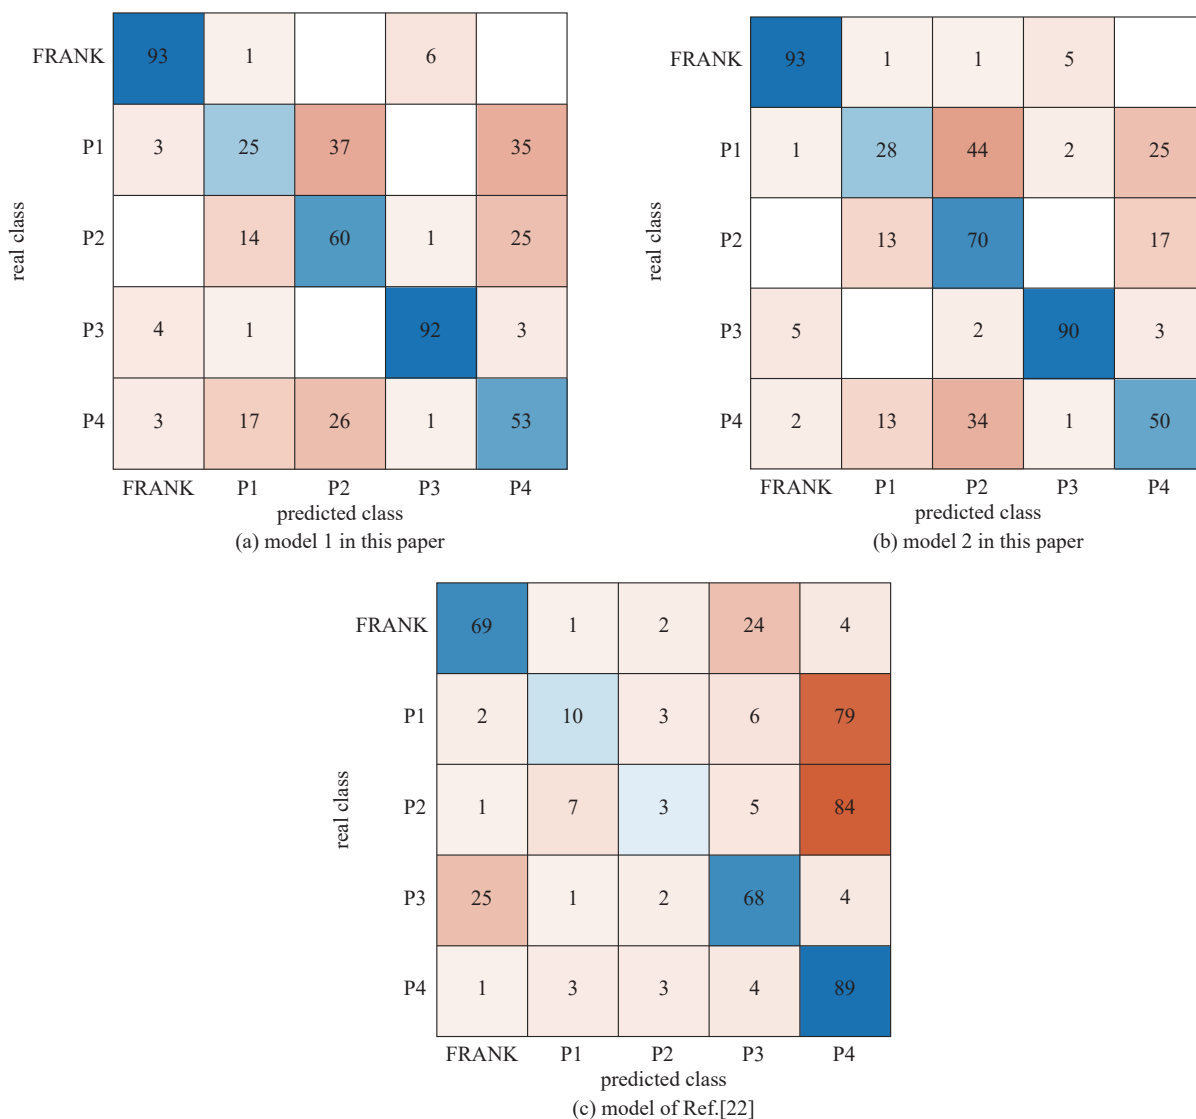 FRANK 93 1 6
P1 3 25 37 35
P2 14 60 1 25
P3 4 1 92 3
P4 3 17 26 1 53
real class
FRANK P1 P2 P3 P4
predicted class
(a) model 1 in this paper
FRANK 93 1 1 5
P1 1 28 44 2 25
P2 13 70 17
P3 5 2 90 3
P4 2 13 34 1 50
real class
FRANK P1 P2 P3 P4
predicted class
(b) model 2 in this paper
FRANK 69 1 2 24 4
P1 2 10 3 6 79
P2 1 7 3 5 84
P3 25 1 2 68 4
P4 1 3 3 4 89
real class
FRANK P1 P2 P3 P4
predicted class
(c) model of Ref.[22]